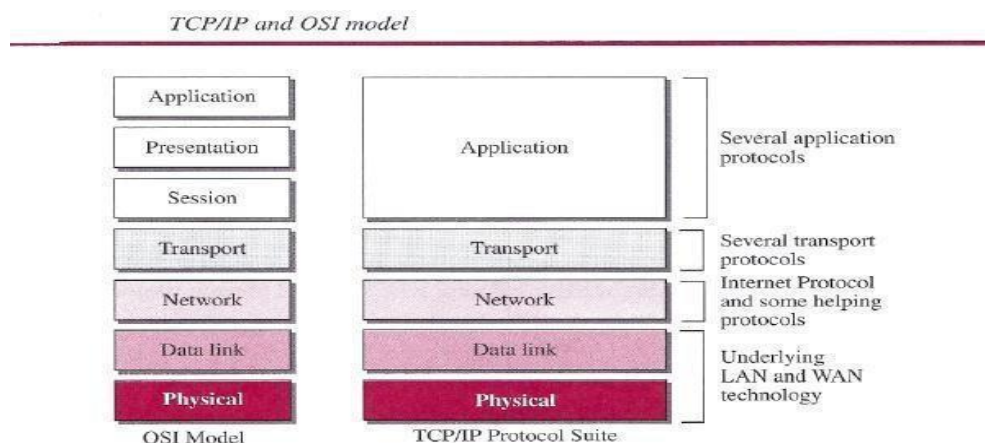 TCP/IP and OSI model
Application
Presentation
Session
Transport
Network
Data link
Physical
OSI Model
Application
Transport
Network
Data link
Physical
TCP/IP Protocol Suite
Several application
protocols
Several transport
protocols
Internet Protocol
and some helping
protocols
Underlying
LAN and WAN
technology